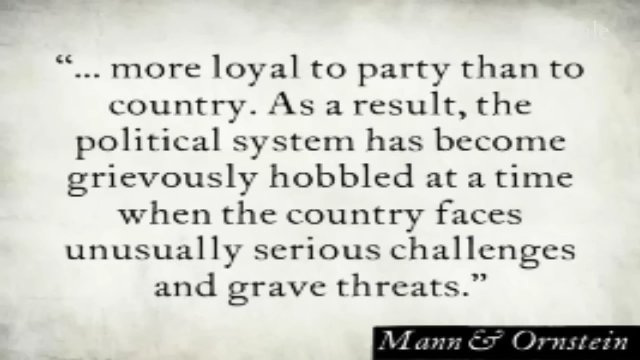 “... more loyal to party than to
country. As a result, the
political system has become
grievously hobbled at a time
when the country faces
unusually serious challenges
and grave threats.”
Mann & Ornstein